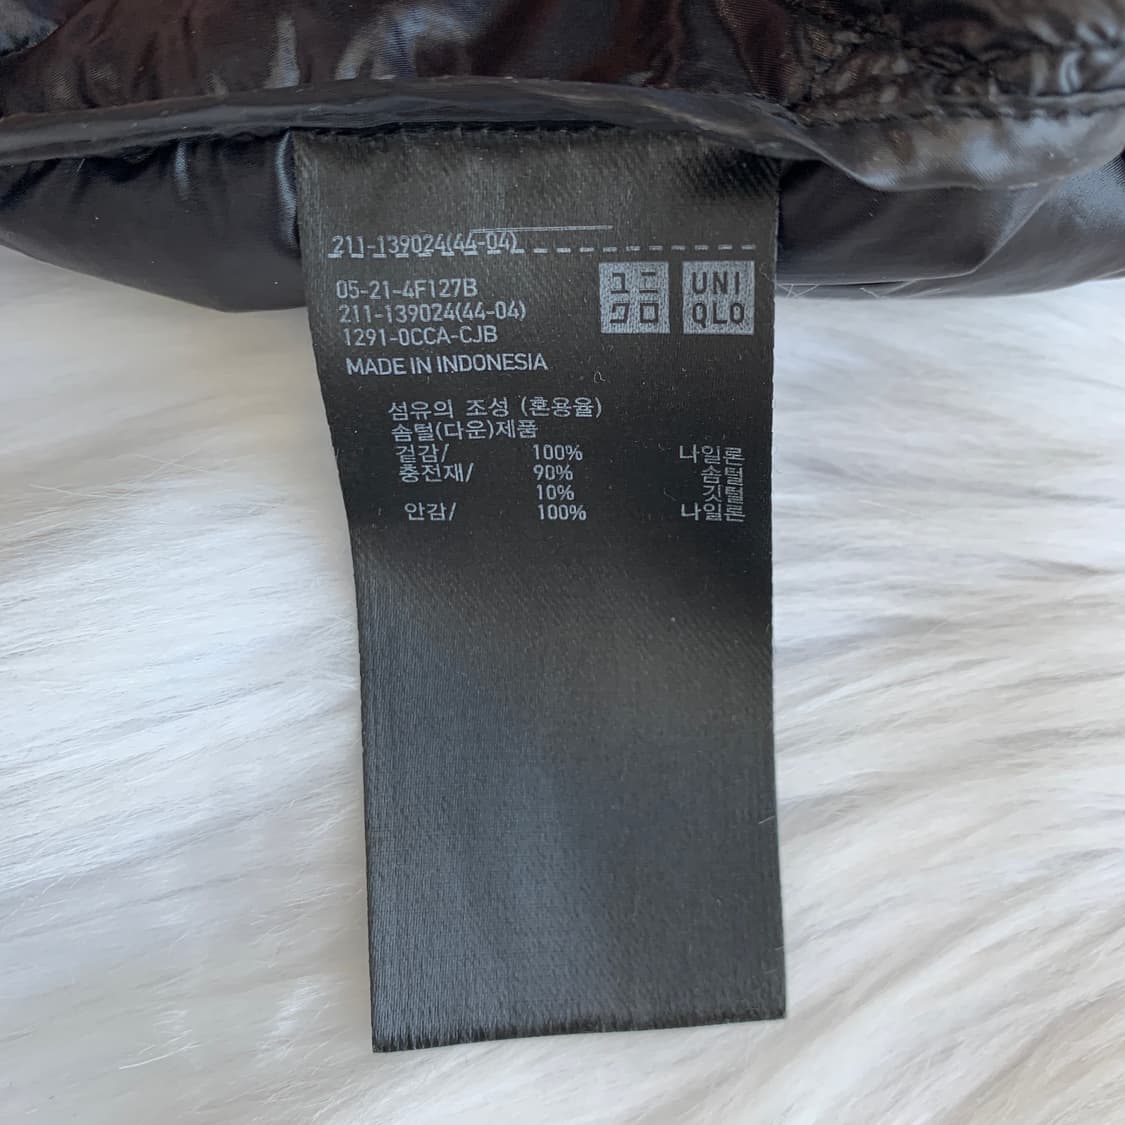 211-139024(44-04)
05-21-4F127B
211-139024(44-04)
1291-0CCA-CJB
MADE IN INDONESIA
ユニ
クロ
UNI
QLO
섬유의 조성 (혼용율)
솜털(다운)제품
겉감/ 100% 나일론
충전재/ 90% 솜털
10% 깃털
안감/ 100% 나일론